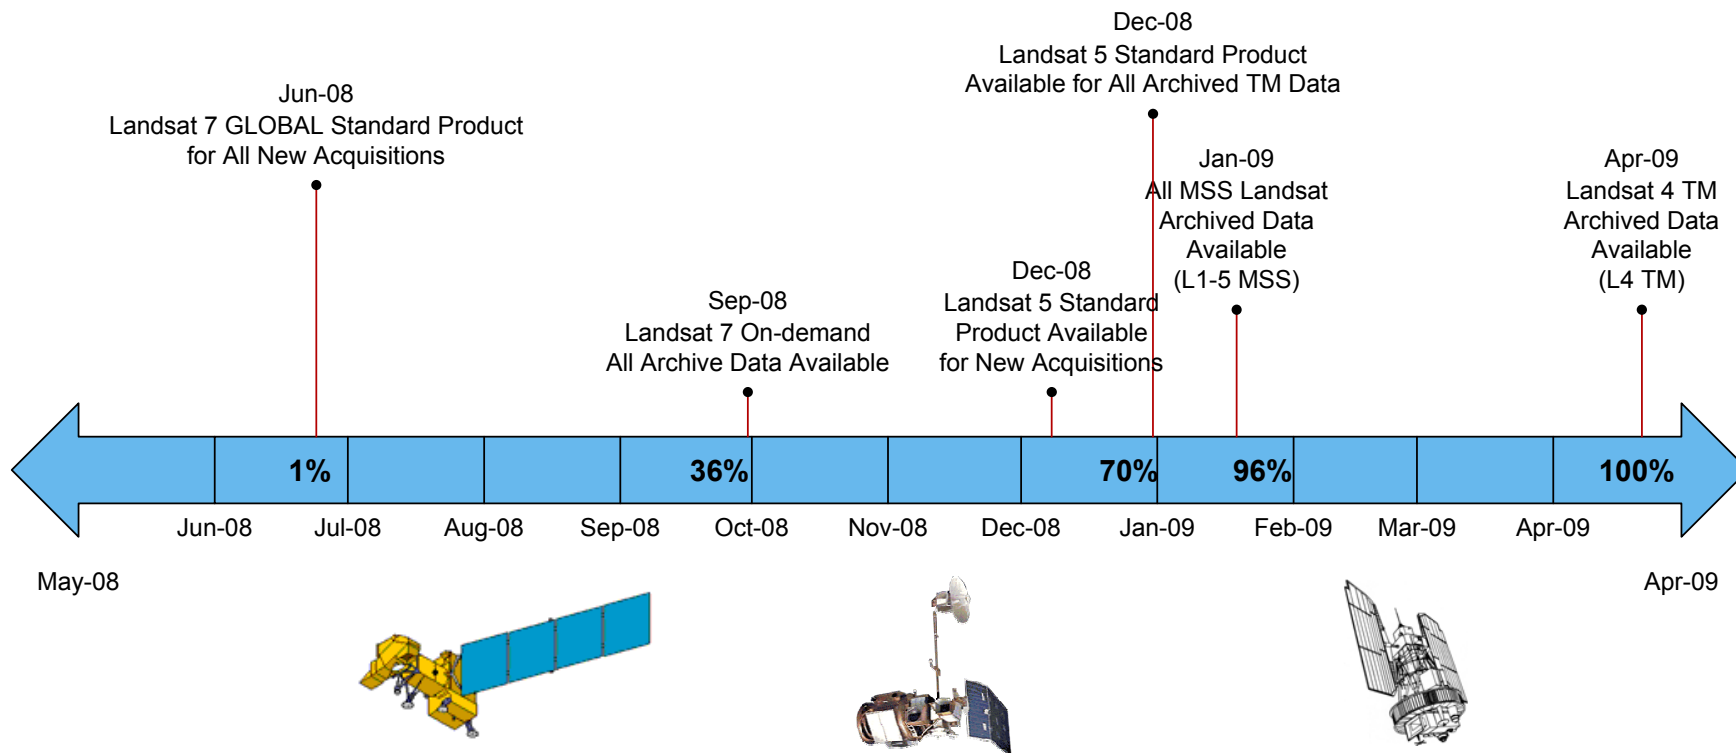 Jun-08
Landsat 7 GLOBAL Standard Product
for All New Acquisitions
Sep-08
Landsat 7 On-demand
All Archive Data Available
Dec-08
Landsat 5 Standard
Product Available
for New Acquisitions
Dec-08
Landsat 5 Standard Product
Available for All Archived TM Data
Jan-09
All MSS Landsat
Archived Data
Available
(L1-5 MSS)
Apr-09
Landsat 4 TM
Archived Data
Available
(L4 TM)
1% 36% 70% 96% 100%
Jun-08 Jul-08 Aug-08 Sep-08 Oct-08 Nov-08 Dec-08 Jan-09 Feb-09 Mar-09 Apr-09
May-08 Apr-09